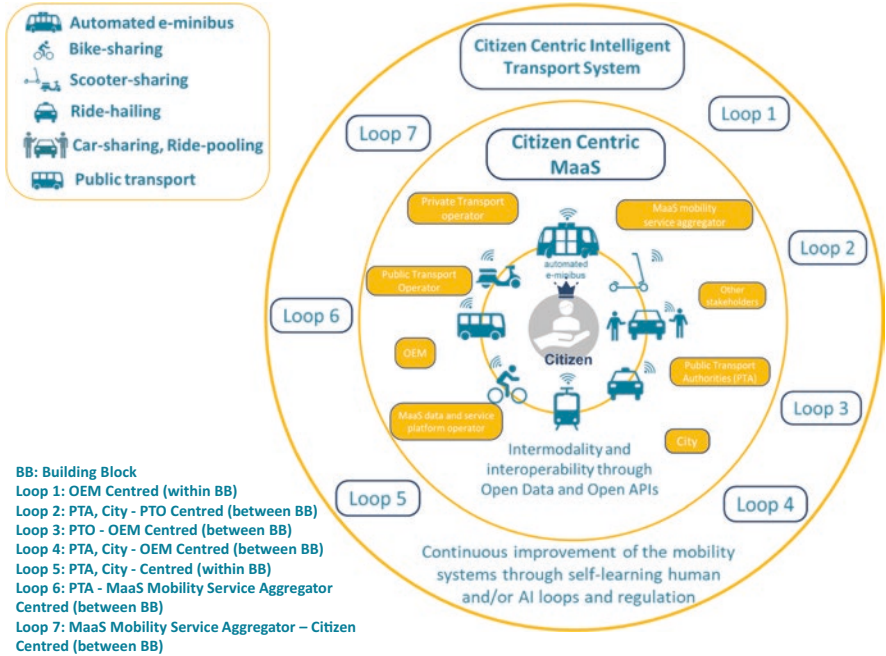 Automated e-minibus
Bike-sharing
Scooter-sharing
Ride-hailing
Car-sharing, Ride-pooling
Public transport
Citizen Centric Intelligent
Transport System
Loop 1
Loop 7
Citizen Centric
MaaS
Private Transport
operator
MaaS mobility
service aggregator
Loop 2
automated
e-minibus
Public Transport
Operator
Other
stakeholders
Loop 6
OEM
Citizen
Public Transport
Authorities (PTA)
MaaS data and service
platform operator
Loop 3
City
Intermodality and
interoperability through
Open Data and Open APIs
Loop 5
Loop 4
Continuous improvement of the mobility
systems through self-learning human
and/or AI loops and regulation
BB: Building Block
Loop 1: OEM Centred (within BB)
Loop 2: PTA, City - PTO Centred (between BB)
Loop 3: PTO - OEM Centred (between BB)
Loop 4: PTA, City - OEM Centred (between BB)
Loop 5: PTA, City - Centred (within BB)
Loop 6: PTA - MaaS Mobility Service Aggregator
Centred (between BB)
Loop 7: MaaS Mobility Service Aggregator – Citizen
Centred (between BB)